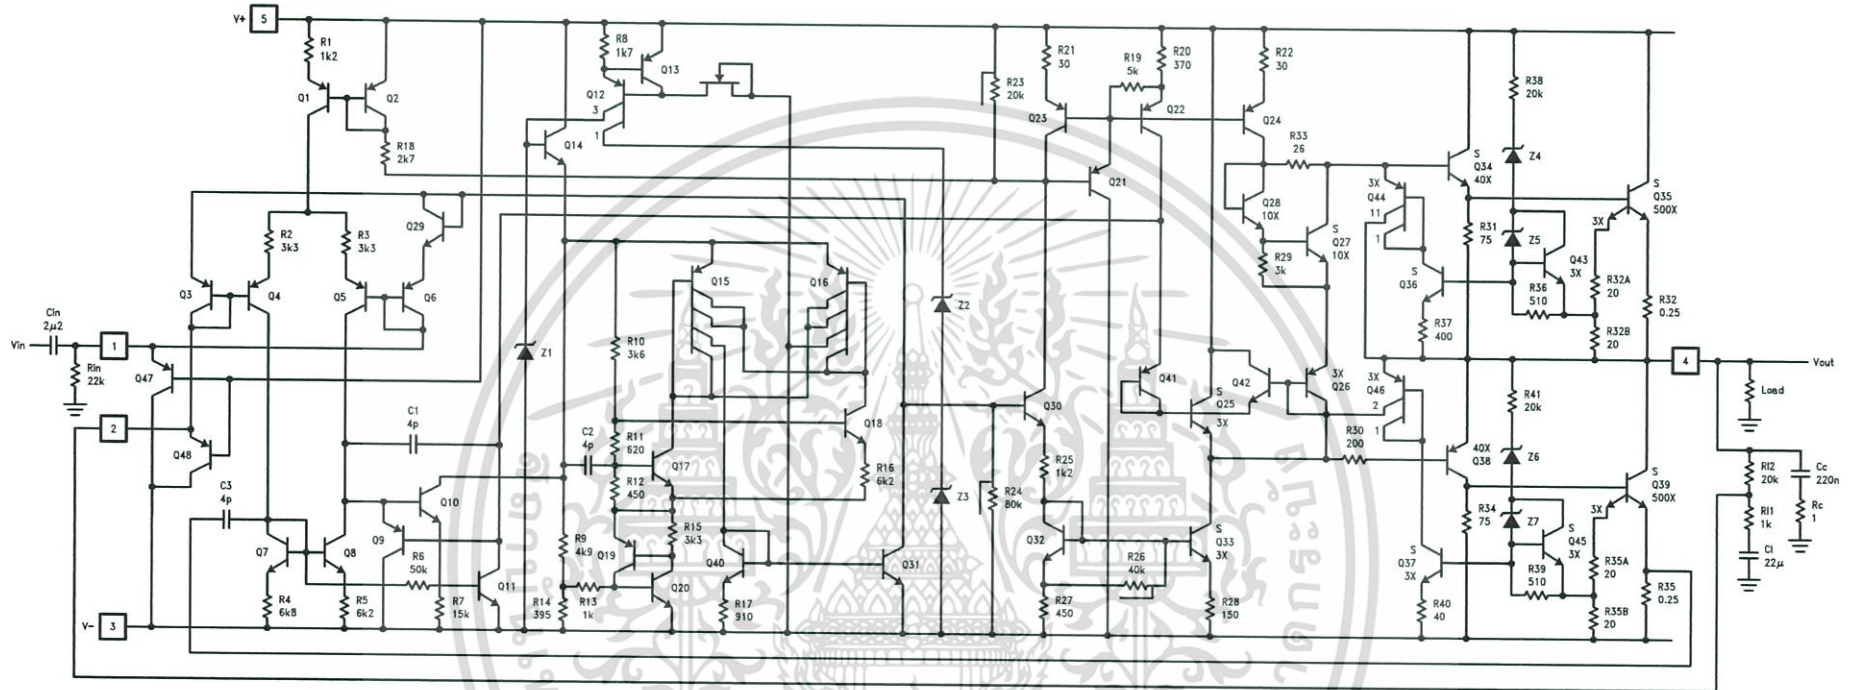 V+ 5
R1
1k2
Q1
Q2
R18
2k7
R8
1k7
Q13
Q12
3
1
Q14
R23
20k
R21
30
R19
5k
R20
370
R22
30
Q23
Q22
Q24
Q21
R33
26
R38
20k
Z4
S
Q34
40X
S
Q35
500X
3X
Q44
11
1
Q28
10X
S
Q27
10X
R29
3k
R31
75
Z5
Q43
3X
3X
R32A
20
R32
0.25
R32B
20
S
Q36
R36
510
R37
400
R2
3k3
R3
3k3
Q29
Q3
Q4
Q5
Q6
Q15
Q16
Z2
Cin
2µ2
Vin
1
Rin
22k
Q47
Z1
R10
3k6
4
Vout
Load
Q41
Q42
3X
Q26
3X
Q46
2
1
R41
20k
S
Q25
3X
2
Q48
C1
4p
C2
4p
R11
620
R12
450
Q17
Q18
R16
6k2
Q30
R25
1k2
R24
80k
R30
200
40X
Q38
Z6
S
Q39
500X
R12
20k
Cc
220n
R11
1k
Rc
1
C1
22µ
C3
4p
Q10
Q9
R6
50k
Q7
Q8
Q11
R4
6k8
R5
6k2
R7
15k
R9
4k9
R14
395
R13
1k
Q19
R15
3k3
Q20
Q40
R17
910
Q31
Z3
Q32
R26
40k
S
Q33
3X
R27
450
R28
150
R34
75
Z7
S
Q45
3X
3X
R39
510
R35A
20
R35B
20
R35
0.25
S
Q37
3X
R40
40
V- 3